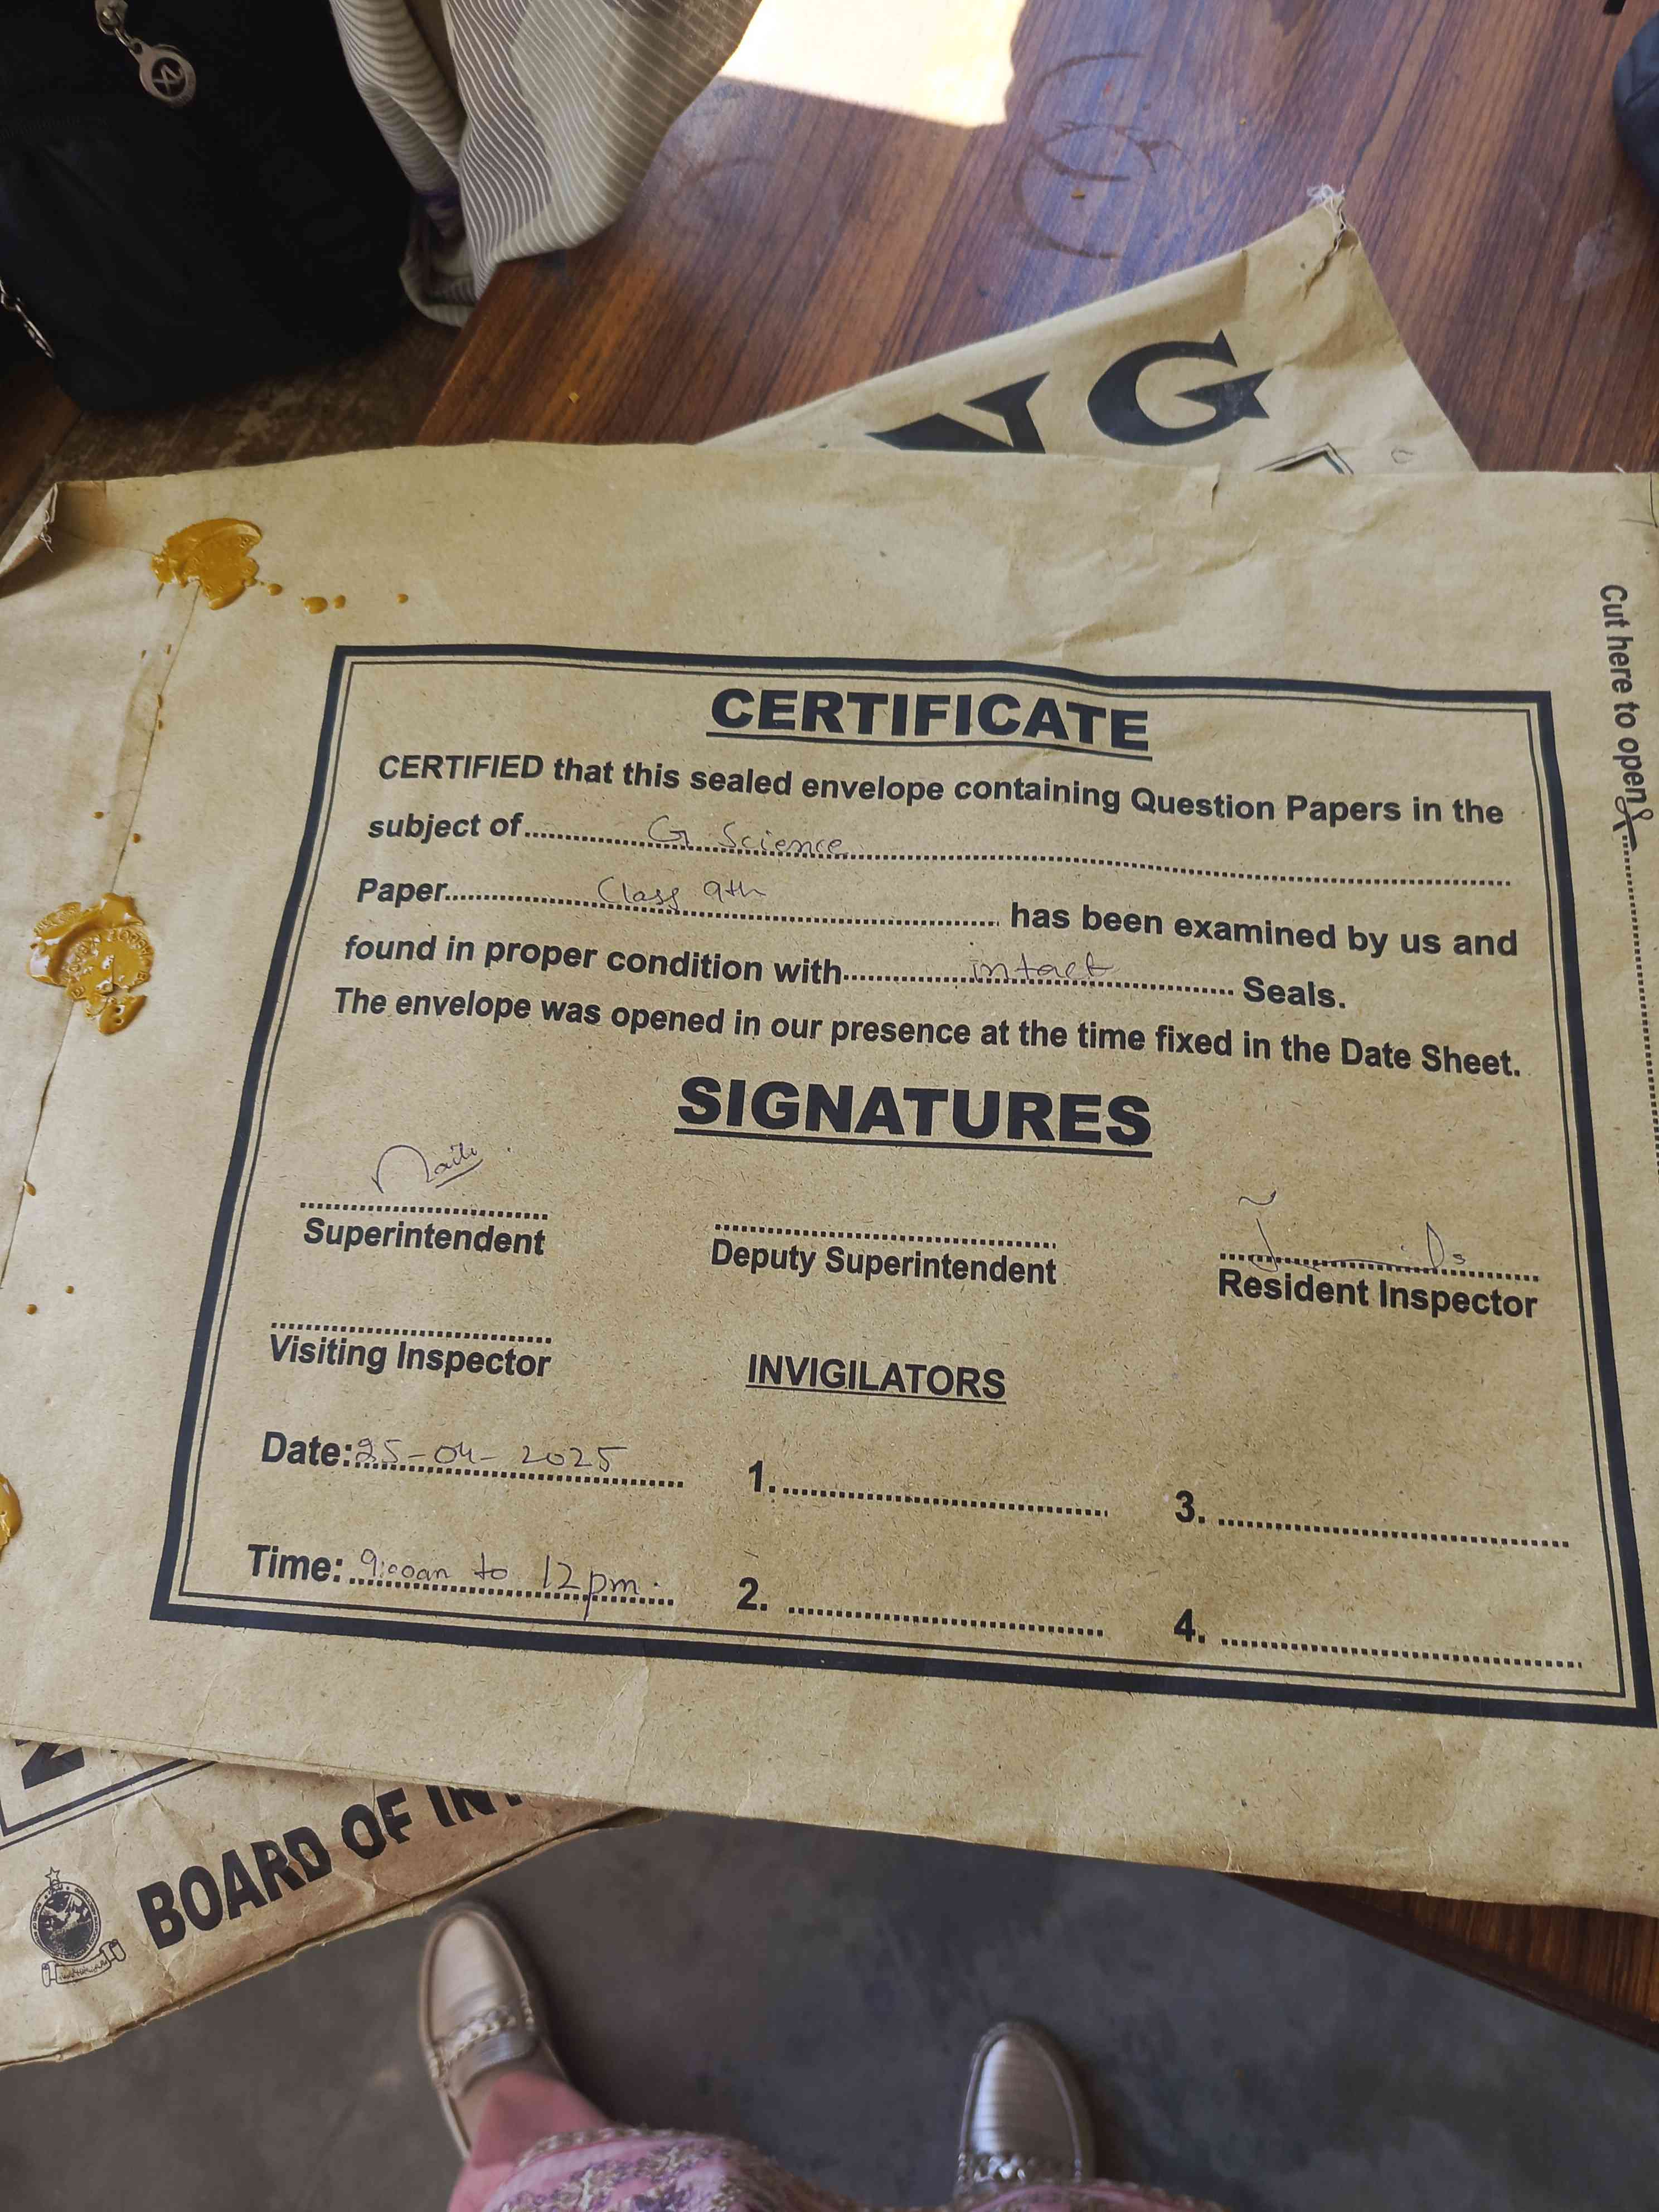 NG
Cut here to open
CERTIFICATE
CERTIFIED that this sealed envelope containing Question Papers in the
subject of............G Science............
Paper............Class 9th............ has been examined by us and
found in proper condition with............intact............ Seals.
The envelope was opened in our presence at the time fixed in the Date Sheet.
SIGNATURES
Superintendent
Deputy Superintendent
Resident Inspector
Visiting Inspector
INVIGILATORS
Date: 25-04-2025
1.
3.
Time: 9:00am to 12pm.
2.
4.
BOARD OF